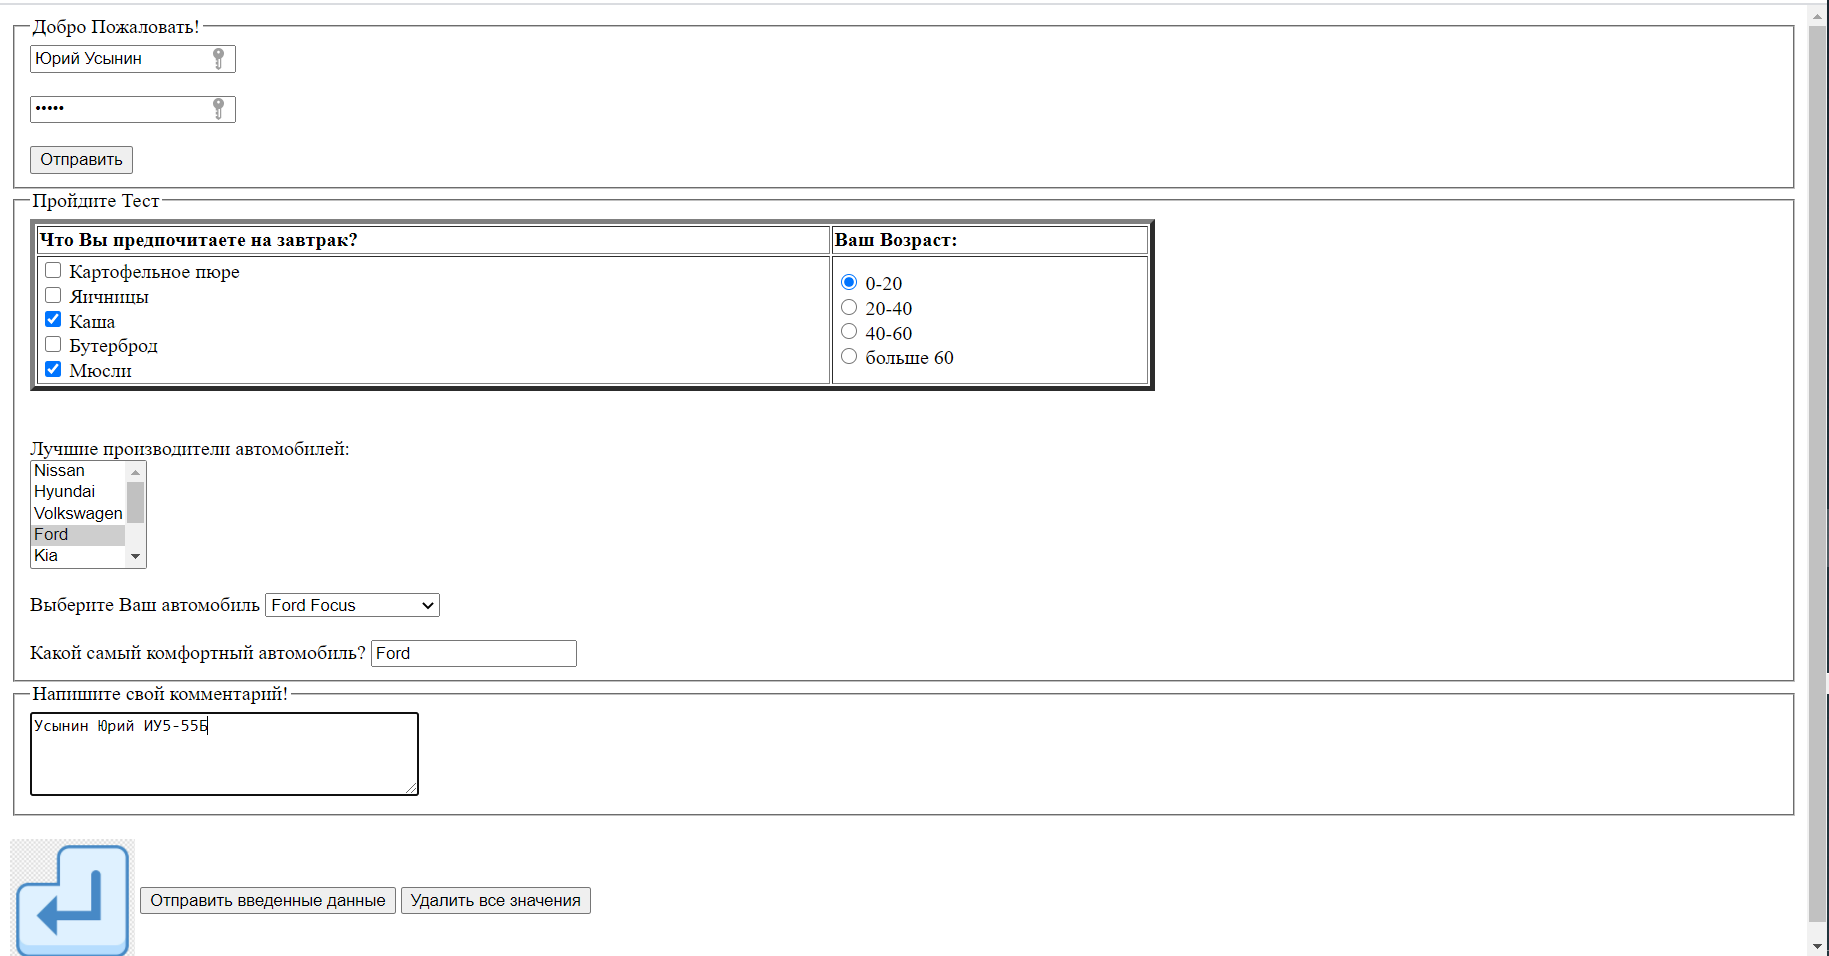 Добро Пожаловать!
Юрий Усынин
•••••
Отправить
Пройдите Тест
Что Вы предпочитаете на завтрак?
Ваш Возраст:
Картофельное пюре
Яичницы
Каша
Бутерброд
Мюсли
0-20
20-40
40-60
больше 60
Лучшие производители автомобилей:
Nissan
Hyundai
Volkswagen
Ford
Kia
Выберите Ваш автомобиль Ford Focus
Какой самый комфортный автомобиль? Ford
Напишите свой комментарий!
Усынин Юрий ИУ5-55Б
Отправить введенные данные Удалить все значения